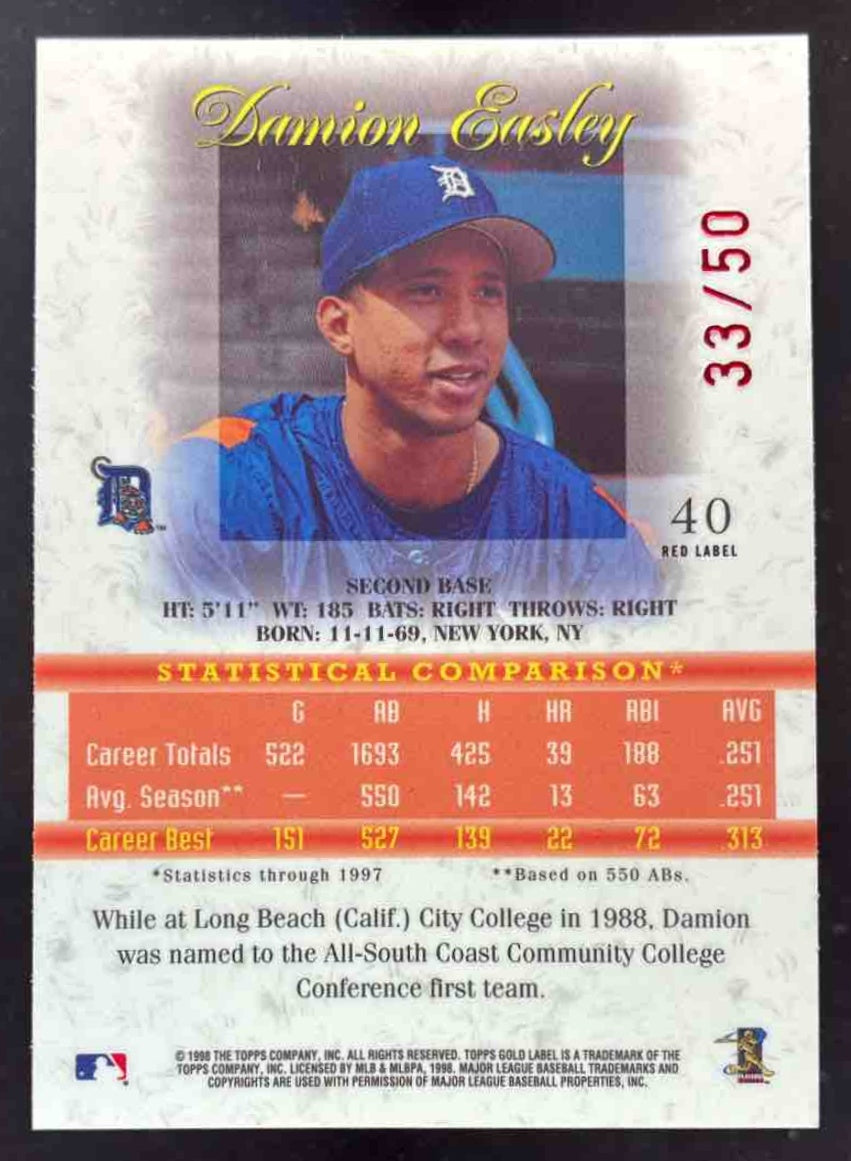 Damion Easley
D
33/50
D
TM
40
RED LABEL
SECOND BASE
HT: 5'11" WT: 185 BATS: RIGHT THROWS: RIGHT
BORN: 11-11-69, NEW YORK, NY
STATISTICAL COMPARISON*
G AB H HR RBI AVG
Career Totals 522 1693 425 39 188 .251
Avg. Season** — 550 142 13 63 .251
Career Best 151 527 139 22 72 .313
*Statistics through 1997 **Based on 550 ABs.
While at Long Beach (Calif.) City College in 1988, Damion
was named to the All-South Coast Community College
Conference first team.
© 1998 THE TOPPS COMPANY, INC. ALL RIGHTS RESERVED. TOPPS GOLD LABEL IS A TRADEMARK OF THE
TOPPS COMPANY, INC. LICENSED BY MLB & MLBPA, 1998. MAJOR LEAGUE BASEBALL TRADEMARKS AND
COPYRIGHTS ARE USED WITH PERMISSION OF MAJOR LEAGUE BASEBALL PROPERTIES, INC.